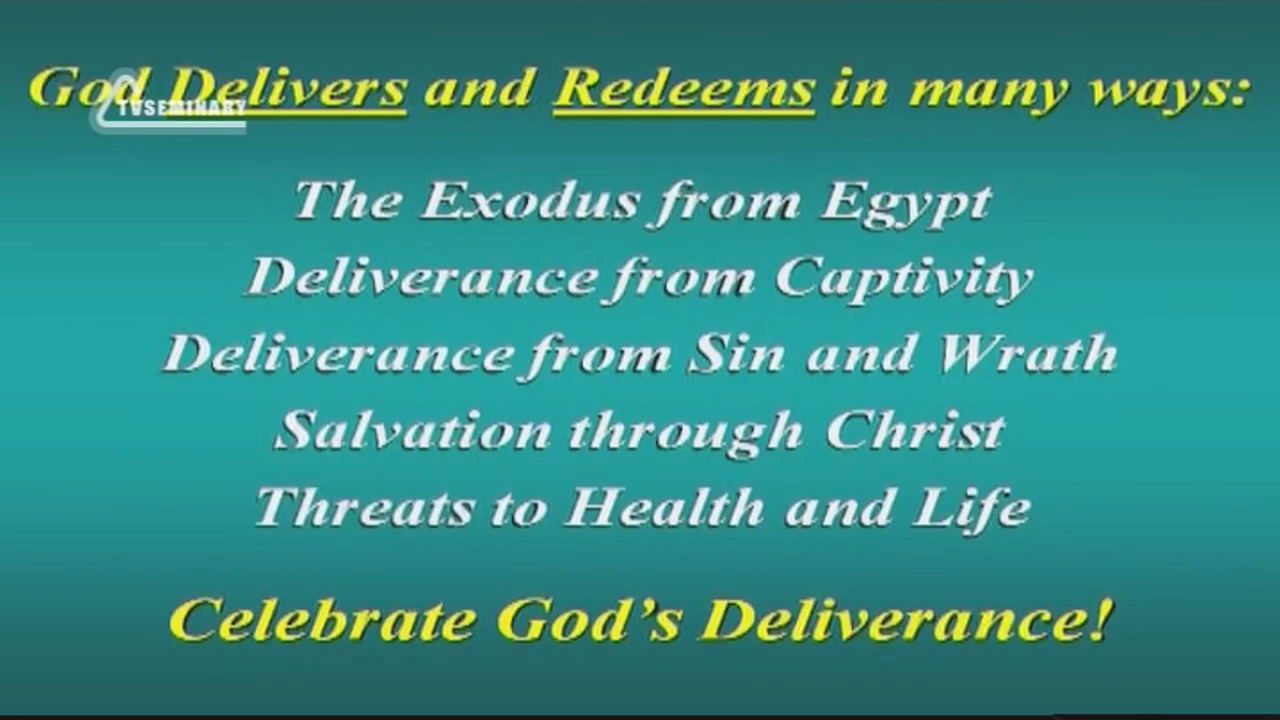 God Delivers and Redeems in many ways:
TVSEMINARY
The Exodus from Egypt
Deliverance from Captivity
Deliverance from Sin and Wrath
Salvation through Christ
Threats to Health and Life
Celebrate God’s Deliverance!